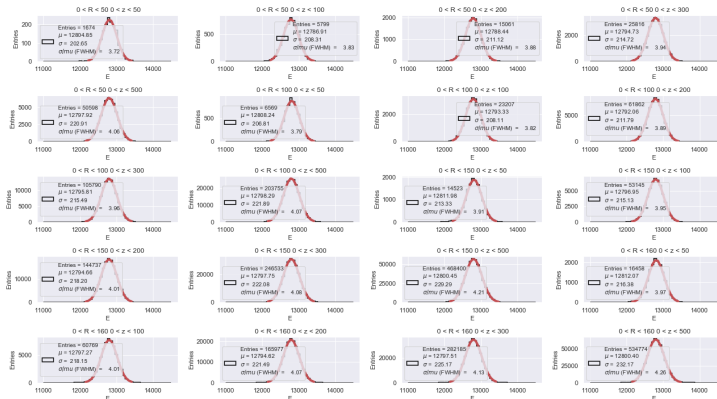 0 < R < 50 0 < z < 50
Entries = 1674
μ = 12804.65
σ = 202.65
d/mu (FWHM) = 3.72
0 < R < 50 0 < z < 100
Entries = 5799
μ = 12786.91
σ = 208.31
d/mu (FWHM) = 3.83
0 < R < 50 0 < z < 200
Entries = 15061
μ = 12788.44
σ = 211.12
d/mu (FWHM) = 3.88
0 < R < 50 0 < z < 300
Entries = 25816
μ = 12794.73
σ = 214.72
d/mu (FWHM) = 3.94
0 < R < 50 0 < z < 500
Entries = 50598
μ = 12797.92
σ = 220.91
d/mu (FWHM) = 4.06
0 < R < 100 0 < z < 50
Entries = 6569
μ = 12808.24
σ = 206.81
d/mu (FWHM) = 3.79
0 < R < 100 0 < z < 100
Entries = 23207
μ = 12793.33
σ = 208.11
d/mu (FWHM) = 3.82
0 < R < 100 0 < z < 200
Entries = 61862
μ = 12792.08
σ = 211.79
d/mu (FWHM) = 3.89
0 < R < 100 0 < z < 300
Entries = 105790
μ = 12795.81
σ = 215.49
d/mu (FWHM) = 3.96
0 < R < 100 0 < z < 500
Entries = 203755
μ = 12798.29
σ = 221.89
d/mu (FWHM) = 4.07
0 < R < 150 0 < z < 50
Entries = 14523
μ = 12811.98
σ = 213.33
d/mu (FWHM) = 3.91
0 < R < 150 0 < z < 100
Entries = 53145
μ = 12796.95
σ = 215.13
d/mu (FWHM) = 3.95
0 < R < 150 0 < z < 200
Entries = 144737
μ = 12794.66
σ = 218.20
d/mu (FWHM) = 4.01
0 < R < 150 0 < z < 300
Entries = 246533
μ = 12797.75
σ = 222.08
d/mu (FWHM) = 4.08
0 < R < 150 0 < z < 500
Entries = 468400
μ = 12800.45
σ = 229.29
d/mu (FWHM) = 4.21
0 < R < 160 0 < z < 50
Entries = 16458
μ = 12812.07
σ = 216.38
d/mu (FWHM) = 3.97
0 < R < 160 0 < z < 100
Entries = 60769
μ = 12797.27
σ = 218.15
d/mu (FWHM) = 4.01
0 < R < 160 0 < z < 200
Entries = 165977
μ = 12794.62
σ = 221.49
d/mu (FWHM) = 4.07
0 < R < 160 0 < z < 300
Entries = 282185
μ = 12797.51
σ = 225.17
d/mu (FWHM) = 4.13
0 < R < 160 0 < z < 500
Entries = 534774
μ = 12800.40
σ = 232.17
d/mu (FWHM) = 4.26